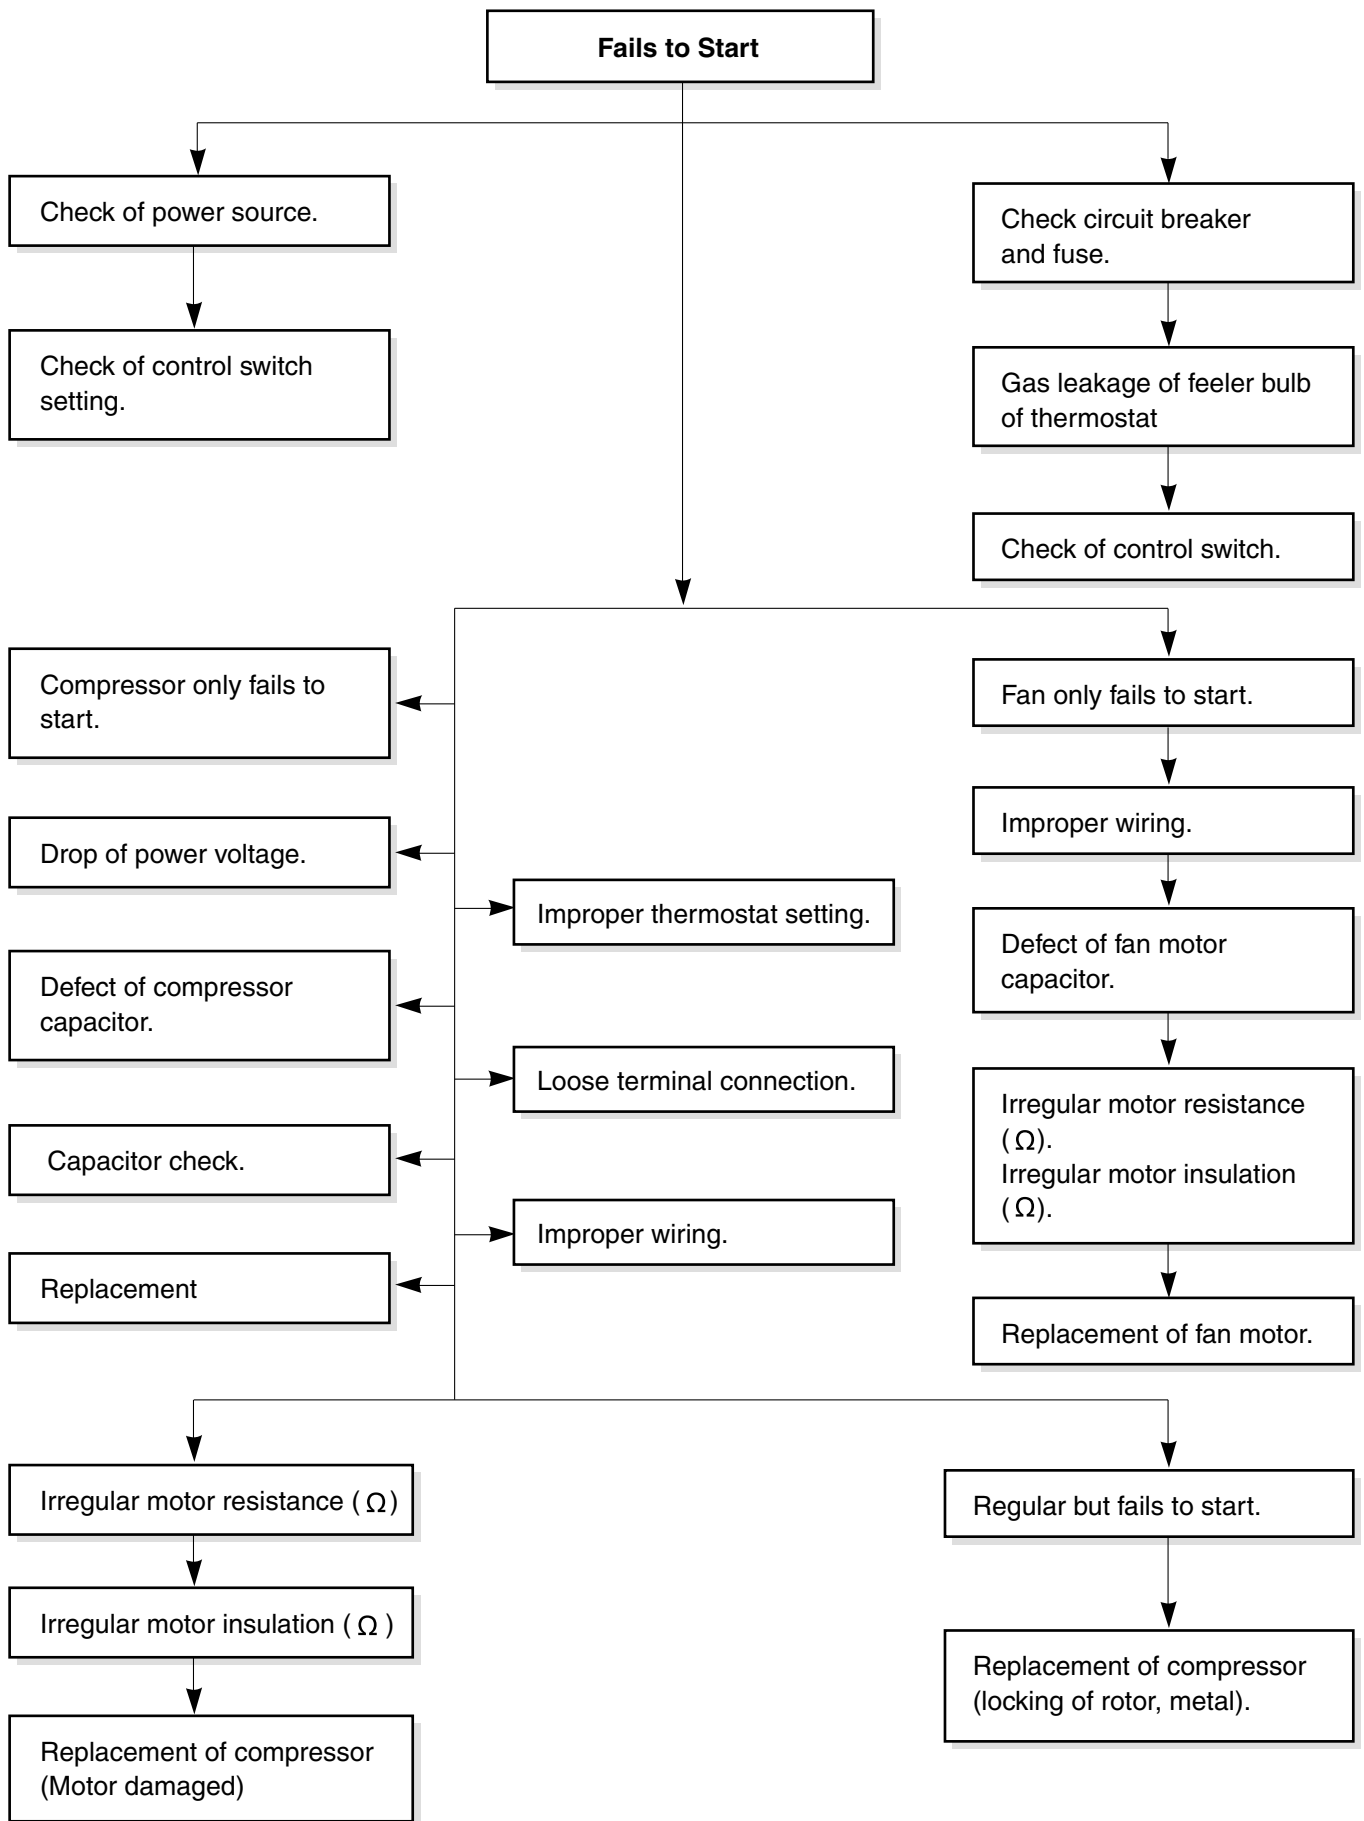 Fails to Start
Check of power source.
Check circuit breaker
and fuse.
Check of control switch
setting.
Gas leakage of feeler bulb
of thermostat
Check of control switch.
Compressor only fails to
start.
Fan only fails to start.
Drop of power voltage.
Improper wiring.
Improper thermostat setting.
Defect of fan motor
capacitor.
Defect of compressor
capacitor.
Loose terminal connection.
Irregular motor resistance
(Ω).
Irregular motor insulation
(Ω).
Capacitor check.
Improper wiring.
Replacement
Replacement of fan motor.
Irregular motor resistance (Ω)
Regular but fails to start.
Irregular motor insulation (Ω)
Replacement of compressor
(locking of rotor, metal).
Replacement of compressor
(Motor damaged)